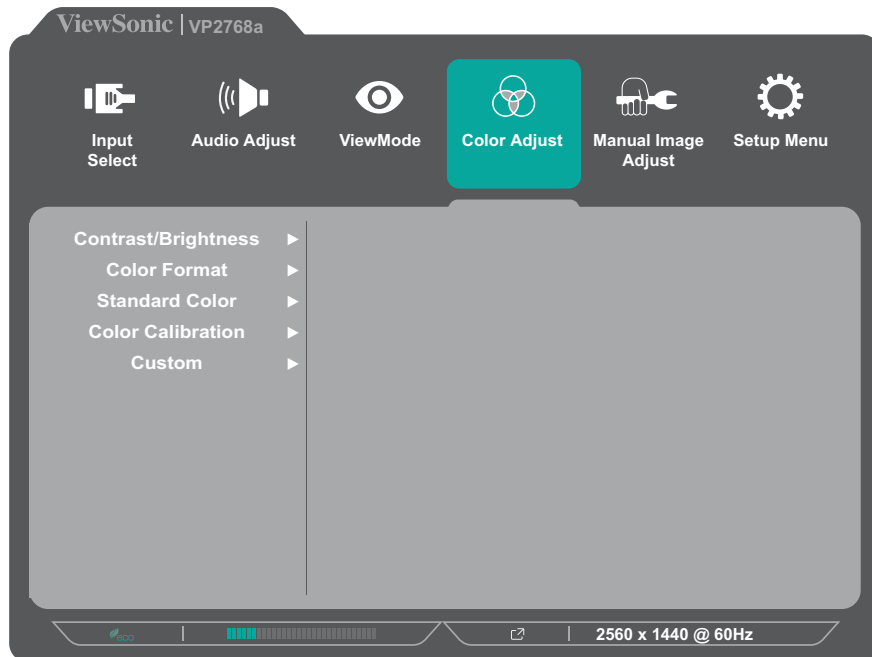 ViewSonic | VP2768a
Input
Select
Audio Adjust
ViewMode
Color Adjust
Manual Image
Adjust
Setup Menu
Contrast/Brightness
Color Format
Standard Color
Color Calibration
Custom
eco
2560 x 1440 @ 60Hz